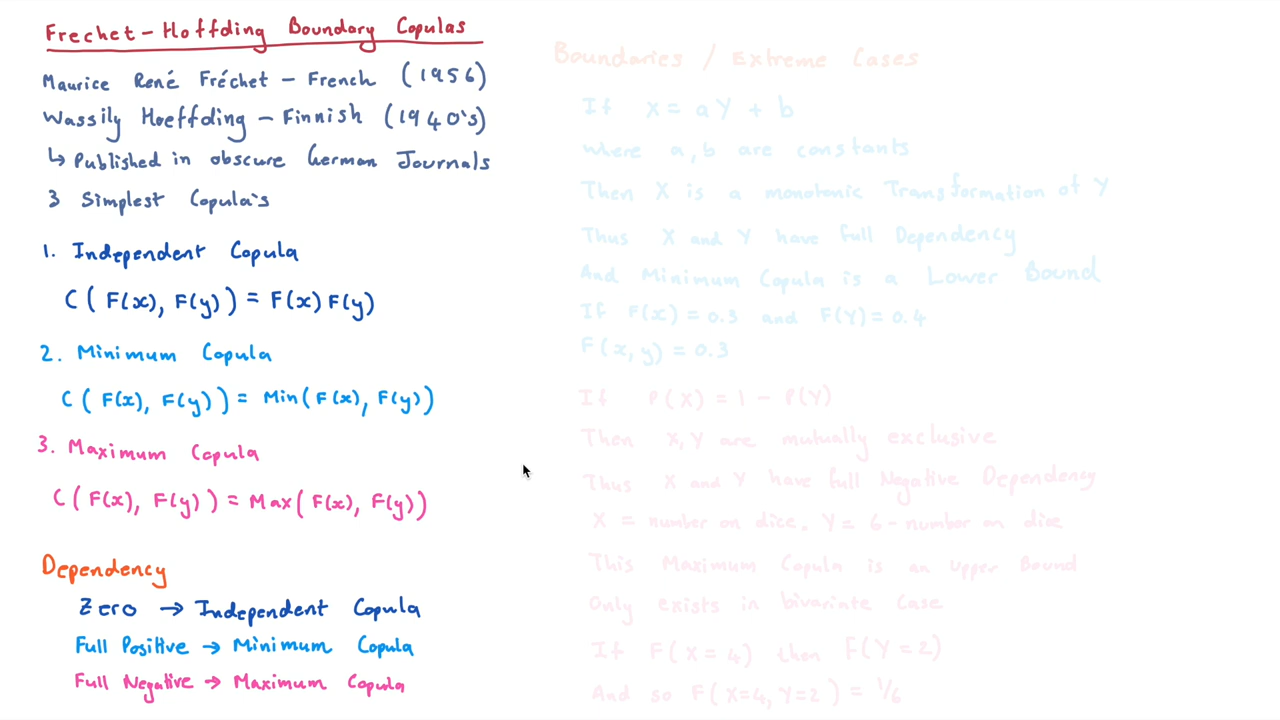 Frechet - Hoffding Boundary Copulas
Maurice René Fréchet - French (1956)
Wassily Hoeffding - Finnish (1940's)
↳ Published in obscure German Journals
3 Simplest Copula's
1. Independent Copula
C( F(x), F(y) ) = F(x) F(y)
2. Minimum Copula
C( F(x), F(y) ) = Min( F(x), F(y) )
3. Maximum Copula
C( F(x), F(y) ) = Max( F(x), F(y) )
Dependency
Zero → Independent Copula
Full Positive → Minimum Copula
Full Negative → Maximum Copula
Boundaries / Extreme Cases
If X = aY + b
where a, b are constants
Then X is a monotonic Transformation of Y
Thus X and Y have full Dependency
And Minimum Copula is a Lower Bound
If F(x) = 0.3 and F(Y) = 0.4
F(x, y) = 0.3
If P(X) = 1 - P(Y)
Then X, Y are mutually exclusive
Thus X and Y have full Negative Dependency
X = number on dice. Y = 6 - number on dice
This Maximum Copula is an Upper Bound
Only exists in bivariate case
If F(X = 4) then F(Y = 2)
And so F( X=4, Y=2 ) = 1/6